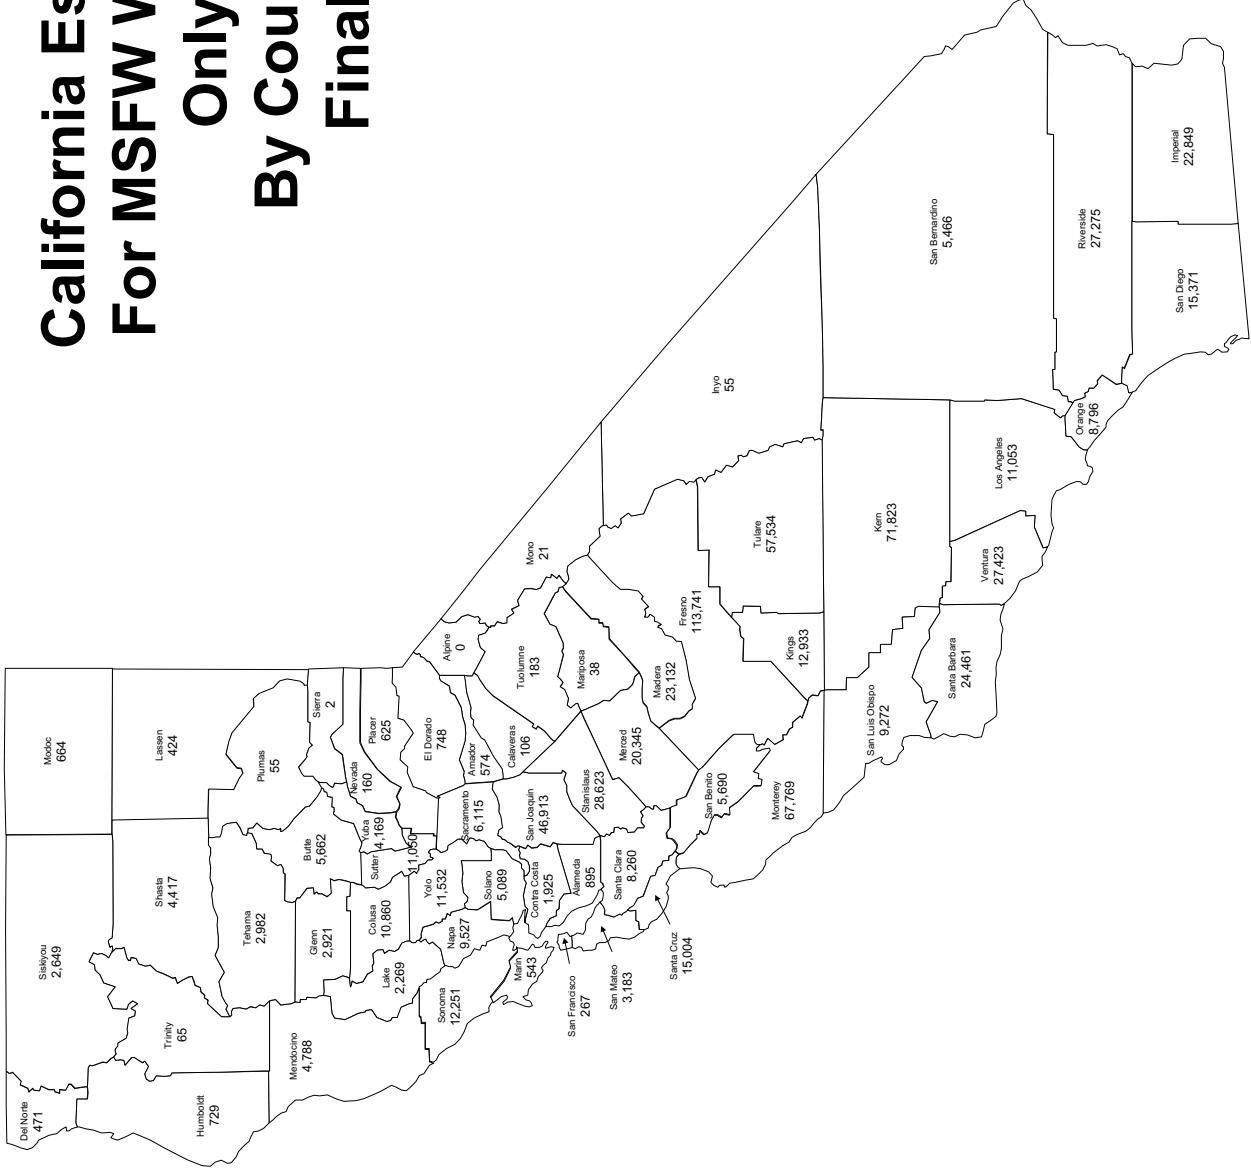 California Es
For MSFW W
Only
By Cou
Final
Del Norte
471
Siskiyou
2,649
Modoc
664
Humboldt
729
Trinity
65
Shasta
4,417
Lassen
424
Tehama
2,982
Plumas
55
Mendocino
4,788
Glenn
2,921
Butte
5,662
Sierra
2
Lake
2,269
Colusa
10,860
Sutter
11,050
Yuba
4,169
Nevada
160
Placer
625
El Dorado
748
Sonoma
12,251
Napa
9,527
Yolo
11,532
Sacramento
6,115
Amador
574
Alpine
0
Marin
543
Solano
5,089
Contra Costa
1,925
San Joaquin
46,913
Calaveras
106
Tuolumne
183
Mono
21
San Francisco
267
San Mateo
3,183
Alameda
895
Stanislaus
28,623
Mariposa
38
Santa Cruz
15,004
Santa Clara
8,260
Merced
20,345
Madera
23,132
San Benito
5,690
Fresno
113,741
Inyo
55
Monterey
67,769
Kings
12,933
Tulare
57,534
San Luis Obispo
9,272
Kern
71,823
San Bernardino
5,466
Santa Barbara
24,461
Ventura
27,423
Los Angeles
11,053
Orange
8,796
Riverside
27,275
San Diego
15,371
Imperial
22,849